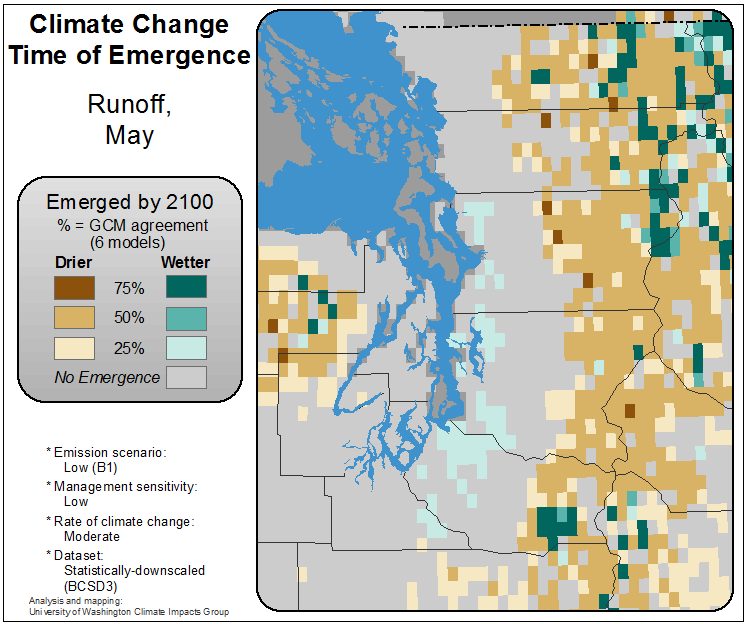 Climate Change
Time of Emergence
Runoff,
May
Emerged by 2100
% = GCM agreement
(6 models)
Drier Wetter
75%
50%
25%
No Emergence
* Emission scenario:
Low (B1)
* Management sensitivity:
Low
* Rate of climate change:
Moderate
* Dataset:
Statistically-downscaled
(BCSD3)
Analysis and mapping:
University of Washington Climate Impacts Group